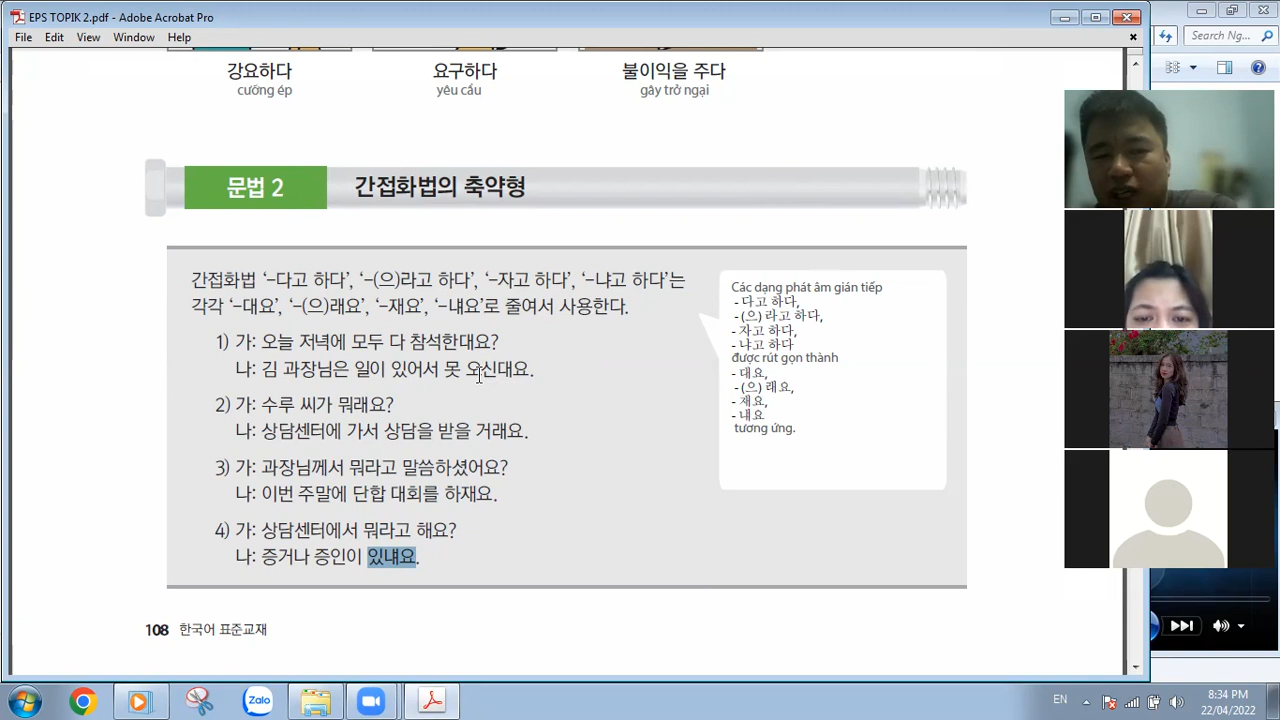 EPS TOPIK 2.pdf - Adobe Acrobat Pro
File Edit View Window Help
Search Ng...
강요하다 요구하다 불이익을 주다
cưỡng ép yêu cầu gây trở ngại
문법 2 간접화법의 축약형
간접화법 ‘–다고 하다’, ‘–(으)라고 하다’, ‘–자고 하다’, ‘–냐고 하다’는
각각 ‘–대요’, ‘–(으)래요’, ‘–재요’, ‘–냬요’로 줄여서 사용한다.
1) 가: 오늘 저녁에 모두 다 참석한대요?
나: 김 과장님은 일이 있어서 못 오신대요.
2) 가: 수루 씨가 뭐래요?
나: 상담센터에 가서 상담을 받을 거래요.
3) 가: 과장님께서 뭐라고 말씀하셨어요?
나: 이번 주말에 단합 대회를 하재요.
4) 가: 상담센터에서 뭐라고 해요?
나: 증거나 증인이 있냬요.
Các dạng phát âm gián tiếp
- 다고 하다,
- (으) 라고 하다,
- 자고 하다,
- 냐고 하다
được rút gọn thành
- 대요,
- (으) 래요,
- 재요,
- 내요
tương ứng.
108 한국어 표준교재
Zalo
EN
8:34 PM
22/04/2022